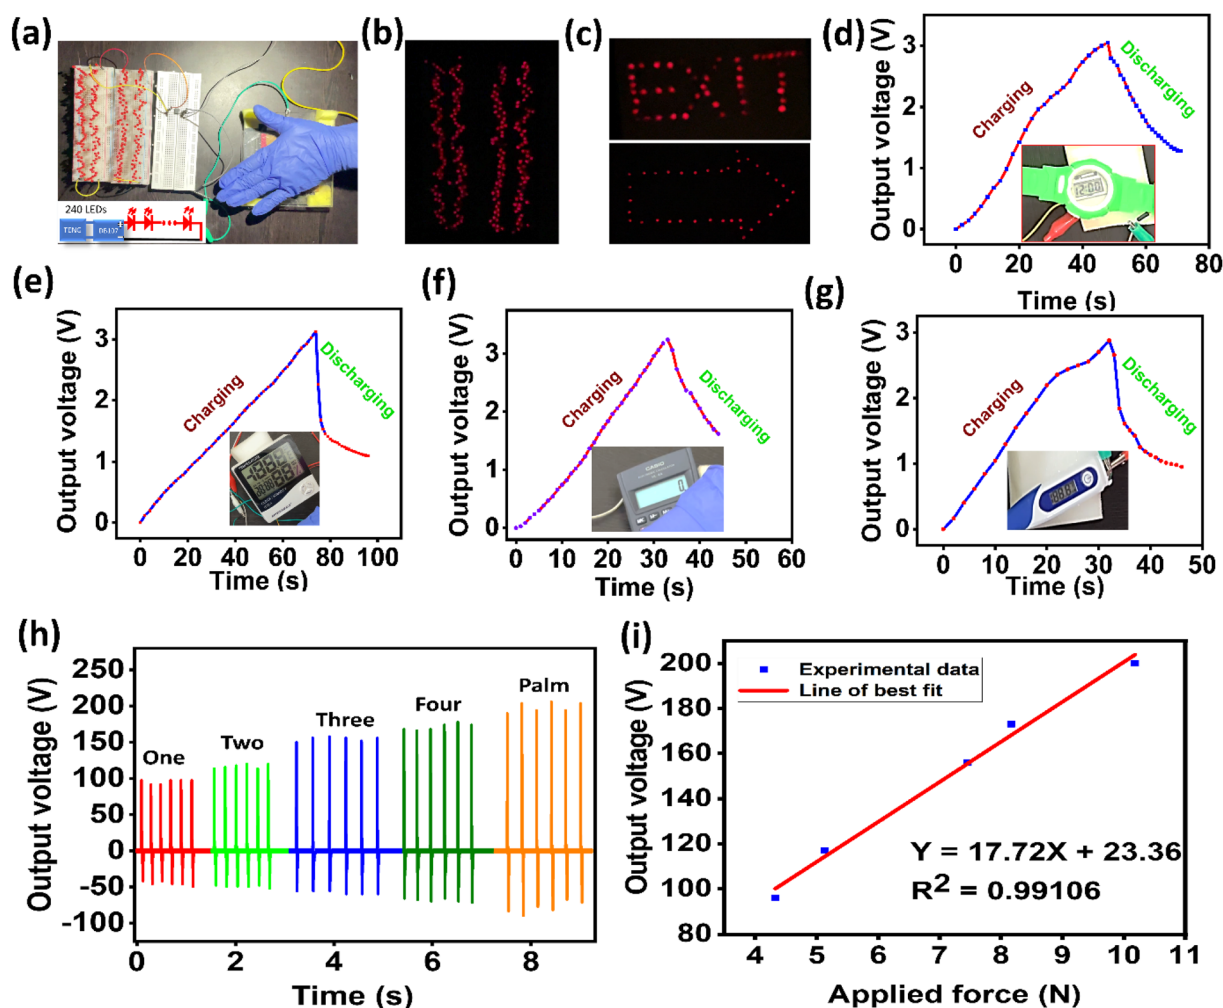 (a)
240 LEDs
TENG
DB107
(b)
(c)
EXIT
(d)
Output voltage (V)
3
2
1
0
Charging
Discharging
12:00
0 20 40 60 80
Time (s)
(e)
Output voltage (V)
3
2
1
0
Charging
Discharging
0 20 40 60 80 100
Time (s)
(f)
Output voltage (V)
4
3
2
1
0
Charging
Discharging
CASIO
0.
0 10 20 30 40 50 60
Time (s)
(g)
Output voltage (V)
3
2
1
0
Charging
Discharging
0 10 20 30 40 50
Time (s)
(h)
Output voltage (V)
250
200
150
100
50
0
-50
-100
One
Two
Three
Four
Palm
0 2 4 6 8
Time (s)
(i)
Output voltage (V)
200
180
160
140
120
100
80
Experimental data
Line of best fit
Y = 17.72X + 23.36
R2 = 0.99106
4 5 6 7 8 9 10 11
Applied force (N)